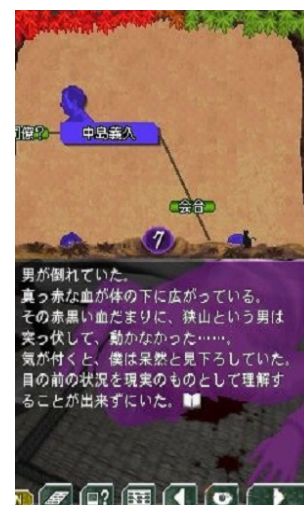 同僚?
中島義久
会合
7
男が倒れていた。
真っ赤な血が体の下に広がっている。
その赤黒い血だまりに、狭山という男は
突っ伏して、動かなかった……。
気が付くと、僕は呆然と見下ろしていた。
目の前の状況を現実のものとして理解す
ることが出来ずにいた。